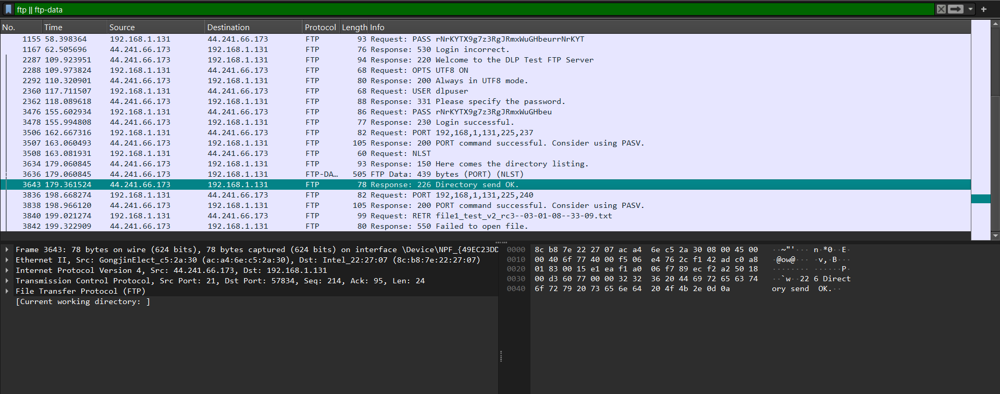 ftp || ftp-data
No. Time Source Destination Protocol Length Info
1155 58.398364 192.168.1.131 44.241.66.173 FTP 93 Request: PASS rNrKYTX9g7z3RgJRmxWuGHbeurrNrKYT
1167 62.505696 44.241.66.173 192.168.1.131 FTP 76 Response: 530 Login incorrect.
2287 109.923951 44.241.66.173 192.168.1.131 FTP 94 Response: 220 Welcome to the DLP Test FTP Server
2288 109.973824 192.168.1.131 44.241.66.173 FTP 68 Request: OPTS UTF8 ON
2292 110.320901 44.241.66.173 192.168.1.131 FTP 80 Response: 200 Always in UTF8 mode.
2360 117.711507 192.168.1.131 44.241.66.173 FTP 68 Request: USER dlpuser
2362 118.089618 44.241.66.173 192.168.1.131 FTP 88 Response: 331 Please specify the password.
3476 155.602934 192.168.1.131 44.241.66.173 FTP 86 Request: PASS rNrKYTX9g7z3RgJRmxWuGHbeu
3478 155.994808 44.241.66.173 192.168.1.131 FTP 77 Response: 230 Login successful.
3506 162.667316 192.168.1.131 44.241.66.173 FTP 82 Request: PORT 192,168,1,131,225,237
3507 163.060493 44.241.66.173 192.168.1.131 FTP 105 Response: 200 PORT command successful. Consider using PASV.
3508 163.081931 192.168.1.131 44.241.66.173 FTP 60 Request: NLST
3634 179.060845 44.241.66.173 192.168.1.131 FTP 93 Response: 150 Here comes the directory listing.
3636 179.060845 44.241.66.173 192.168.1.131 FTP-DA… 505 FTP Data: 439 bytes (PORT) (NLST)
3643 179.361524 44.241.66.173 192.168.1.131 FTP 78 Response: 226 Directory send OK.
3836 198.668274 192.168.1.131 44.241.66.173 FTP 82 Request: PORT 192,168,1,131,225,240
3838 198.966120 44.241.66.173 192.168.1.131 FTP 105 Response: 200 PORT command successful. Consider using PASV.
3840 199.021274 192.168.1.131 44.241.66.173 FTP 99 Request: RETR file1_test_v2_rc3--03-01-08--33-09.txt
3842 199.322909 44.241.66.173 192.168.1.131 FTP 80 Response: 550 Failed to open file.
Frame 3643: 78 bytes on wire (624 bits), 78 bytes captured (624 bits) on interface \Device\NPF_{49EC23DD
Ethernet II, Src: GongjinElect_c5:2a:30 (ac:a4:6e:c5:2a:30), Dst: Intel_22:27:07 (8c:b8:7e:22:27:07)
Internet Protocol Version 4, Src: 44.241.66.173, Dst: 192.168.1.131
Transmission Control Protocol, Src Port: 21, Dst Port: 57834, Seq: 214, Ack: 95, Len: 24
File Transfer Protocol (FTP)
[Current working directory: ]
0000 8c b8 7e 22 27 07 ac a4 6e c5 2a 30 08 00 45 00 ··~"'··· n·*0··E·
0010 00 40 6f 77 40 00 f5 06 e4 76 2c f1 42 ad c0 a8 ·@ow@··· ·v,·B···
0020 01 83 00 15 e1 ea f1 a0 06 f7 89 ec f2 a2 50 18 ········ ······P·
0030 00 d3 60 77 00 00 32 32 36 20 44 69 72 65 63 74 ··`w··22 6 Direct
0040 6f 72 79 20 73 65 6e 64 20 4f 4b 2e 0d 0a ory send OK.··